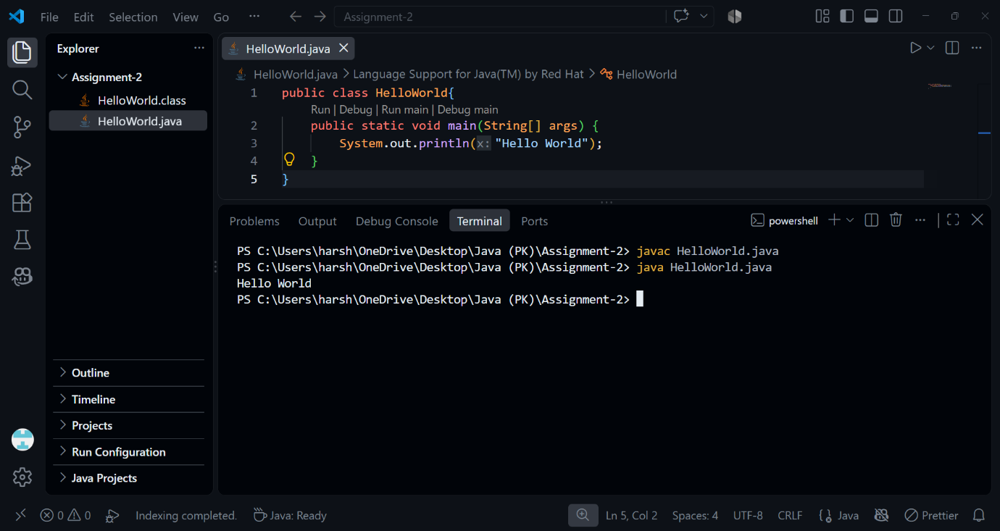 File Edit Selection View Go ··· Assignment-2
Explorer ···
Assignment-2
HelloWorld.class
HelloWorld.java
Outline
Timeline
Projects
Run Configuration
Java Projects
HelloWorld.java
HelloWorld.java > Language Support for Java(TM) by Red Hat > HelloWorld
1 public class HelloWorld{
Run | Debug | Run main | Debug main
2 public static void main(String[] args) {
3 System.out.println(x: "Hello World");
4 }
5 }
Problems Output Debug Console Terminal Ports powershell
PS C:\Users\harsh\OneDrive\Desktop\Java (PK)\Assignment-2> javac HelloWorld.java
PS C:\Users\harsh\OneDrive\Desktop\Java (PK)\Assignment-2> java HelloWorld.java
Hello World
PS C:\Users\harsh\OneDrive\Desktop\Java (PK)\Assignment-2>
0 0 Indexing completed. Java: Ready Ln 5, Col 2 Spaces: 4 UTF-8 CRLF Java Prettier